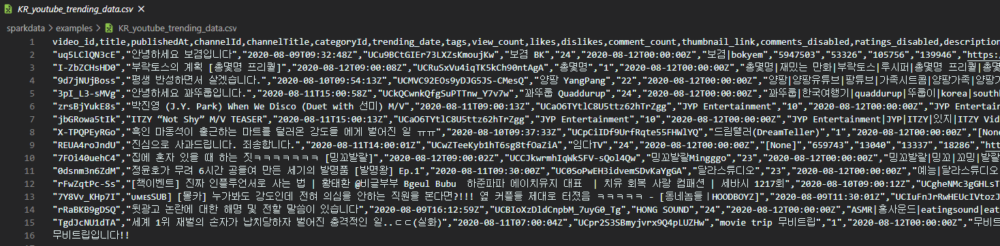 KR_youtube_trending_data.csv
sparkdata > examples > KR_youtube_trending_data.csv
1 video_id,title,publishedAt,channelId,channelTitle,categoryId,trending_date,tags,view_count,likes,dislikes,comment_count,thumbnail_link,comments_disabled,ratings_disabled,description
2 "uq5LClQN3cE","안녕하세요 보겸입니다","2020-08-09T09:32:48Z","UCu9BCtGIEr73LXZsKmoujKw","보겸 BK","24","2020-08-12T00:00:00Z","보겸|bokyem","5947503","53326","105756","139946","https:/
3 "I-ZbZCHsHD0","부락토스의 계획 [총몇명 프리퀄]","2020-08-12T09:00:08Z","UCRuSxVu4iqTK5kCh90ntAgA","총몇명","1","2020-08-12T00:00:00Z","총몇명|재밌는 만화|부락토스|루시퍼|총몇명 프리퀄|총몇
4 "9d7jNUjBoss","평생 반성하면서 살겠습니다.","2020-08-10T09:54:13Z","UCMVC92EOs9yDJG5JS-CMesQ","양팡 YangPang","22","2020-08-12T00:00:00Z","양팡|양팡유튜브|팡튜브|가족시트콤|양팡가족|양팡
5 "3pI_L3-sMVg","안녕하세요 꽈뚜룹입니다.","2020-08-11T15:00:58Z","UCkQCwnkQfgSuPTTnw_Y7v7w","꽈뚜룹 Quaddurup","24","2020-08-12T00:00:00Z","꽈뚜룹|한국여행기|quaddurup|뚜룹이|korea|south
6 "zrsBjYukE8s","박진영 (J.Y. Park) When We Disco (Duet with 선미) M/V","2020-08-11T09:00:13Z","UCaO6TYtlC8U5ttz62hTrZgg","JYP Entertainment","10","2020-08-12T00:00:00Z","JYP Entertain
7 "jbGRowa5tIk","ITZY “Not Shy” M/V TEASER","2020-08-11T15:00:13Z","UCaO6TYtlC8U5ttz62hTrZgg","JYP Entertainment","10","2020-08-12T00:00:00Z","JYP Entertainment|JYP|ITZY|있지|ITZY Vid
8 "X-TPQPEyRGo","흑인 마동석이 출근하는 마트를 털러온 강도들 에게 벌어진 일 ㅠㅠ","2020-08-10T09:37:33Z","UCpCiIDf9UrfRqte55FHWlYQ","드림텔러(DreamTeller)","1","2020-08-12T00:00:00Z","[None
9 "REUA4roJndU","진심으로 사과드립니다. 죄송합니다.","2020-08-11T14:00:01Z","UCwZTeeKyb1hT6sg8tfOaZiA","임다TV","24","2020-08-12T00:00:00Z","[None]","659743","13040","13337","18286","htt
10 "7FOi40uehC4","집에 혼자 있을 때 하는 짓ㅋㅋㅋㅋㅋㅋㅋ [밍꼬발랄]","2020-08-12T09:00:02Z","UCCJkwrmhIqWkSFV-sQol4Qw","밍꼬발랄Mingggo","23","2020-08-12T00:00:00Z","밍꼬발랄|밍꼬|꼬밍|발랄
11 "0dsnm3n6ZdM","정윤호가 무려 6시간 공들여 만든 세기의 발명품 [발명왕] Ep.1","2020-08-11T09:30:00Z","UC0SoPwEH3idvemSDvKaYgGA","달라스튜디오","23","2020-08-12T00:00:00Z","예능|달라스튜디오
12 "rFwZqtPc-Ss","[책이벤트] 진짜 인플루언서로 사는 법 | 황태환 @비글부부 Bgeul Bubu 하준파파 에이치유지 대표 | 치유 회복 사랑 컴패션 | 세바시 1217회","2020-08-10T09:00:12Z","UCgheNMc3gGHLsT
13 "7Y8Vv_KHp7I","ᴜᴍᴇsSUB] [몰카] 누가봐도 강도인데 전혀 의심을 안하는 직원을 본다면?!!! 옆 커플들 제대로 터졌음 ㅋㅋㅋㅋㅋ - [동네놈들|HOODBOYZ]","2020-08-09T11:30:01Z","UCIuFnJrRwHEUcIVtozJ
14 "rRaBKB9gDSQ","뒷광고 논란에 대한 해명 및 전할 말씀이 있습니다","2020-08-09T16:12:59Z","UCBIoXzDldCnpbM_7uyG0_Tg","HONG SOUND","24","2020-08-12T00:00:00Z","ASMR|홍사운드|eatingsound|eat
15 "TgdJcNU1dTA","세계 1위 재벌의 손자가 납치당하자 벌어진 충격적인 일..ㄷㄷ(실화)","2020-08-11T07:00:04Z","UCpr2S3SBmyjvrx9Q4pLUZHw","movie trip 무비트립","1","2020-08-12T00:00:00Z","무비트
16 무비트립입니다!!
17